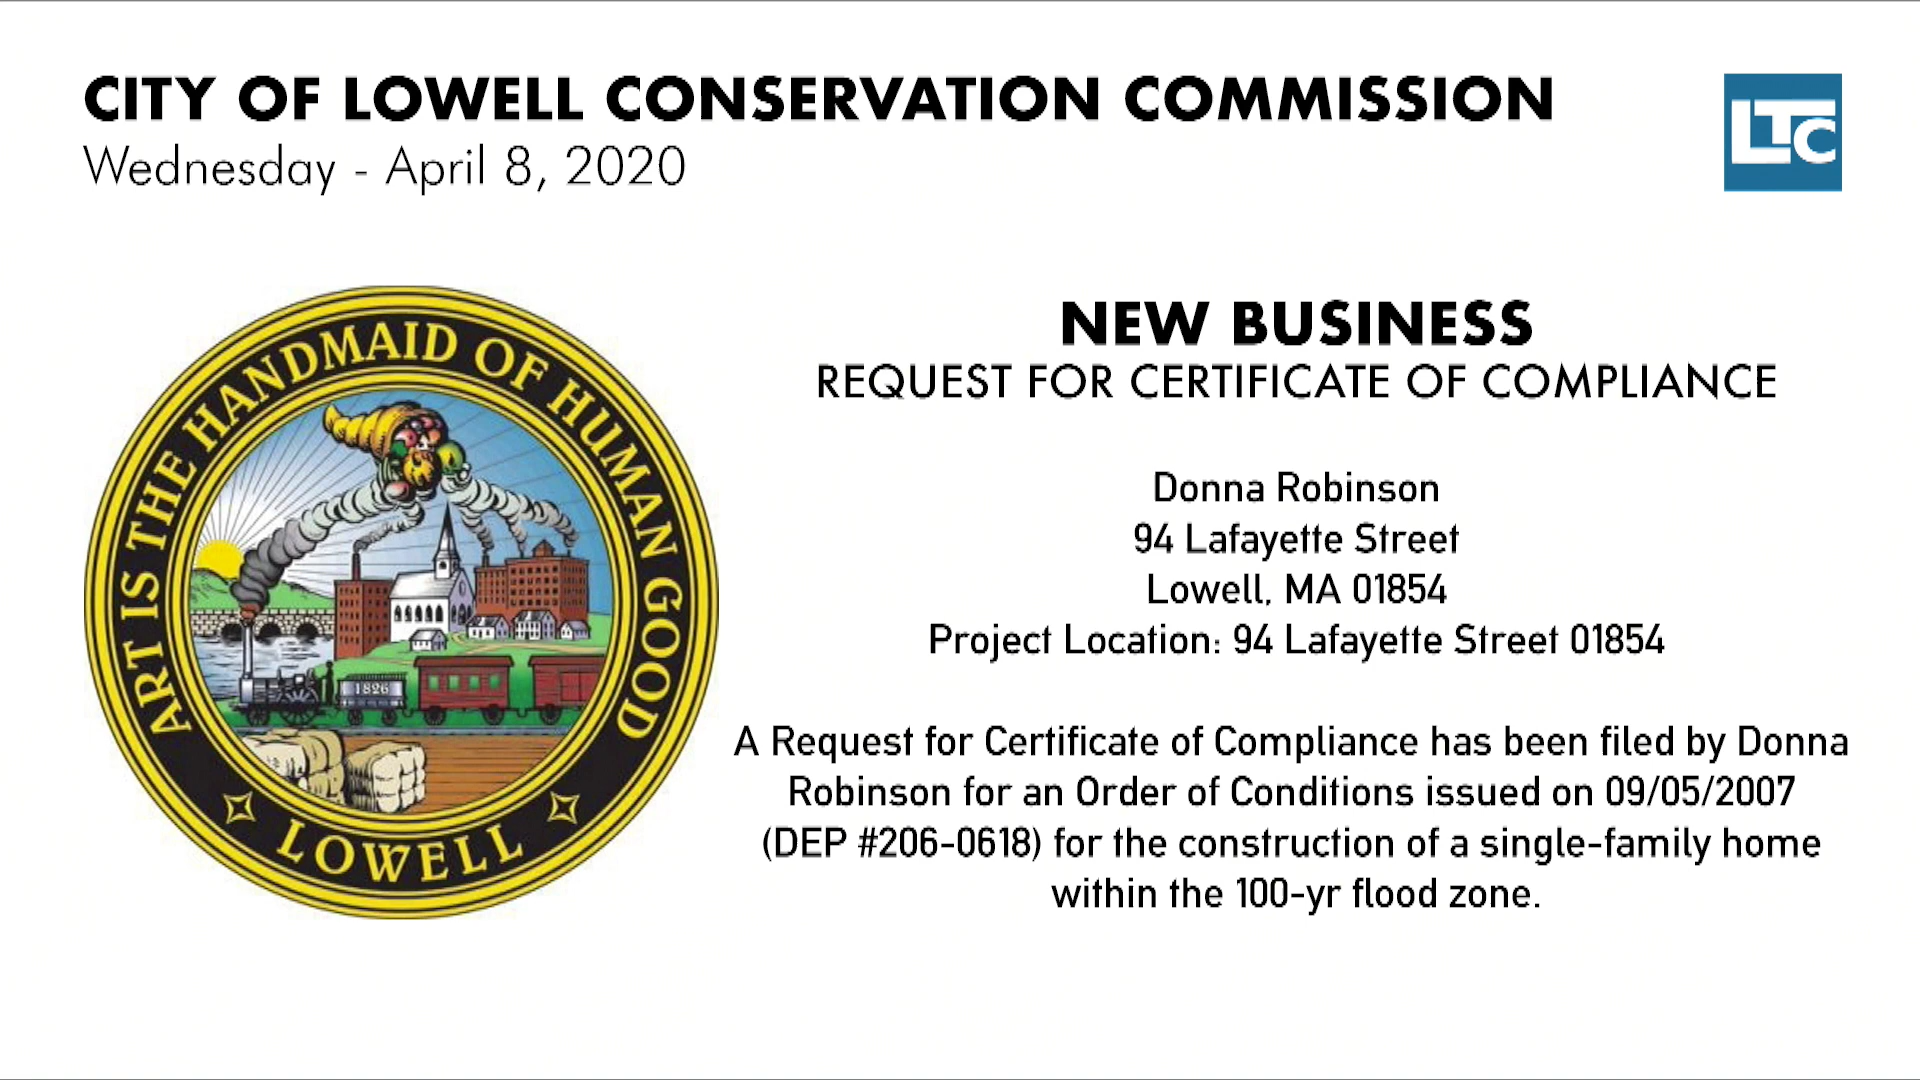 CITY OF LOWELL CONSERVATION COMMISSION
Wednesday - April 8, 2020
LTC
ART IS THE HANDMAID OF HUMAN GOOD
1826
LOWELL
NEW BUSINESS
REQUEST FOR CERTIFICATE OF COMPLIANCE
Donna Robinson
94 Lafayette Street
Lowell, MA 01854
Project Location: 94 Lafayette Street 01854
A Request for Certificate of Compliance has been filed by Donna
Robinson for an Order of Conditions issued on 09/05/2007
(DEP #206-0618) for the construction of a single-family home
within the 100-yr flood zone.